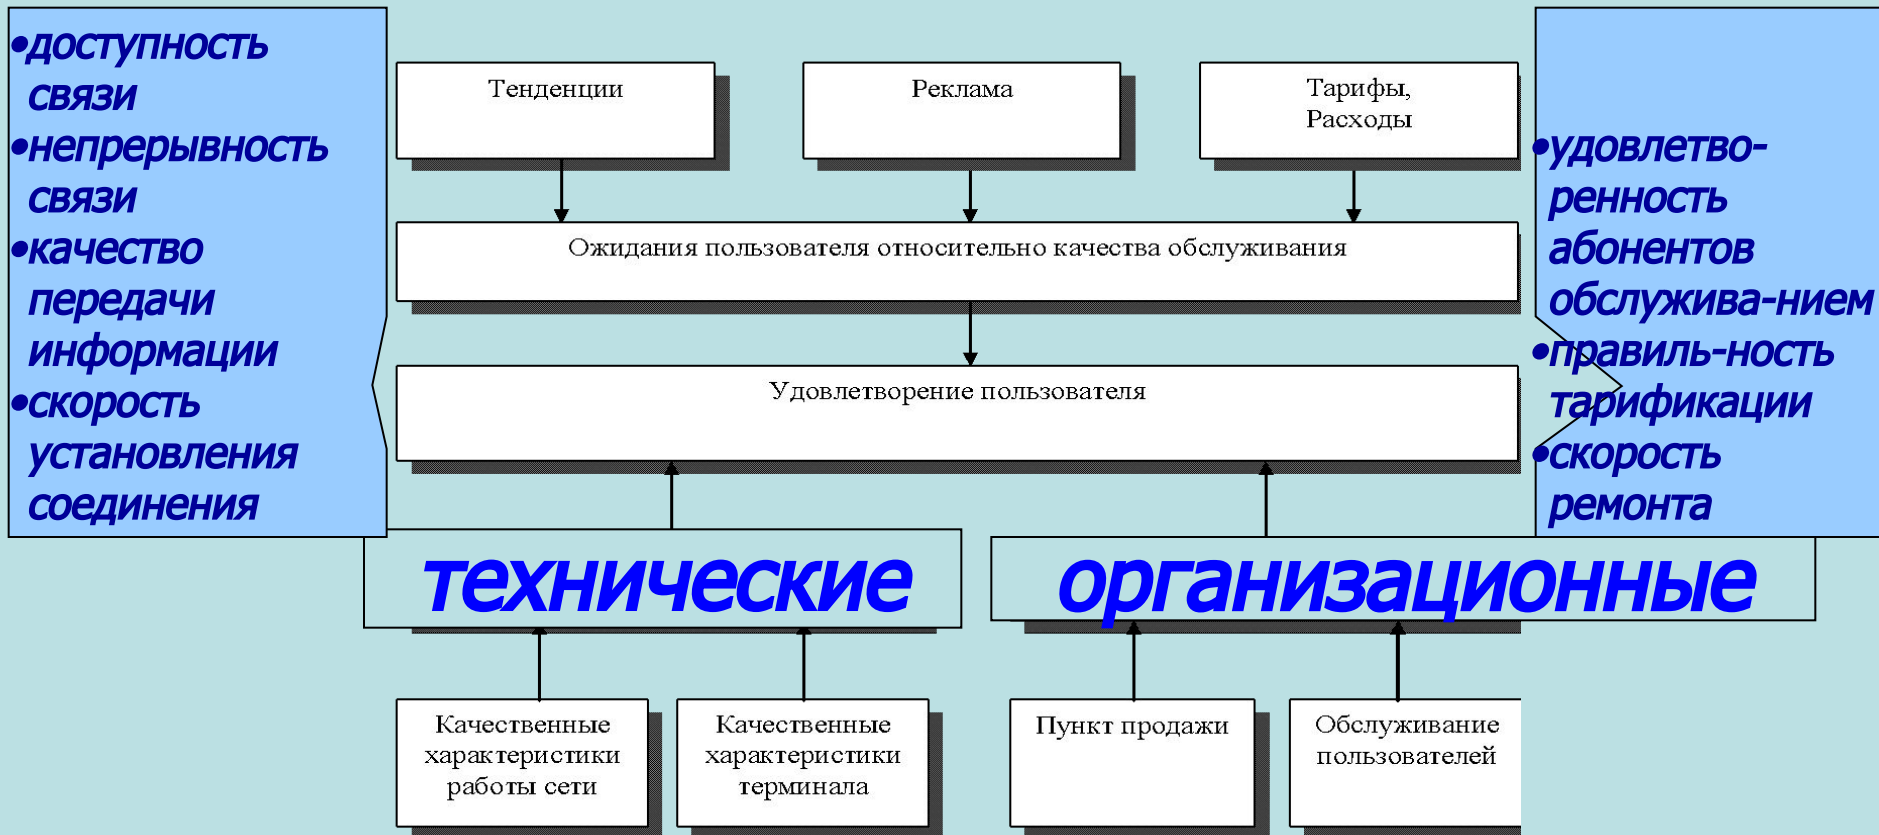 •доступность
связи
•непрерывность
связи
•качество
передачи
информации
•скорость
установления
соединения
Тенденции
Реклама
Тарифы,
Расходы
Ожидания пользователя относительно качества обслуживания
Удовлетворение пользователя
•удовлетво-
ренность
абонентов
обслужива-нием
•правиль-ность
тарификации
•скорость
ремонта
технические
организационные
Качественные
характеристики
работы сети
Качественные
характеристики
терминала
Пункт продажи
Обслуживание
пользователей